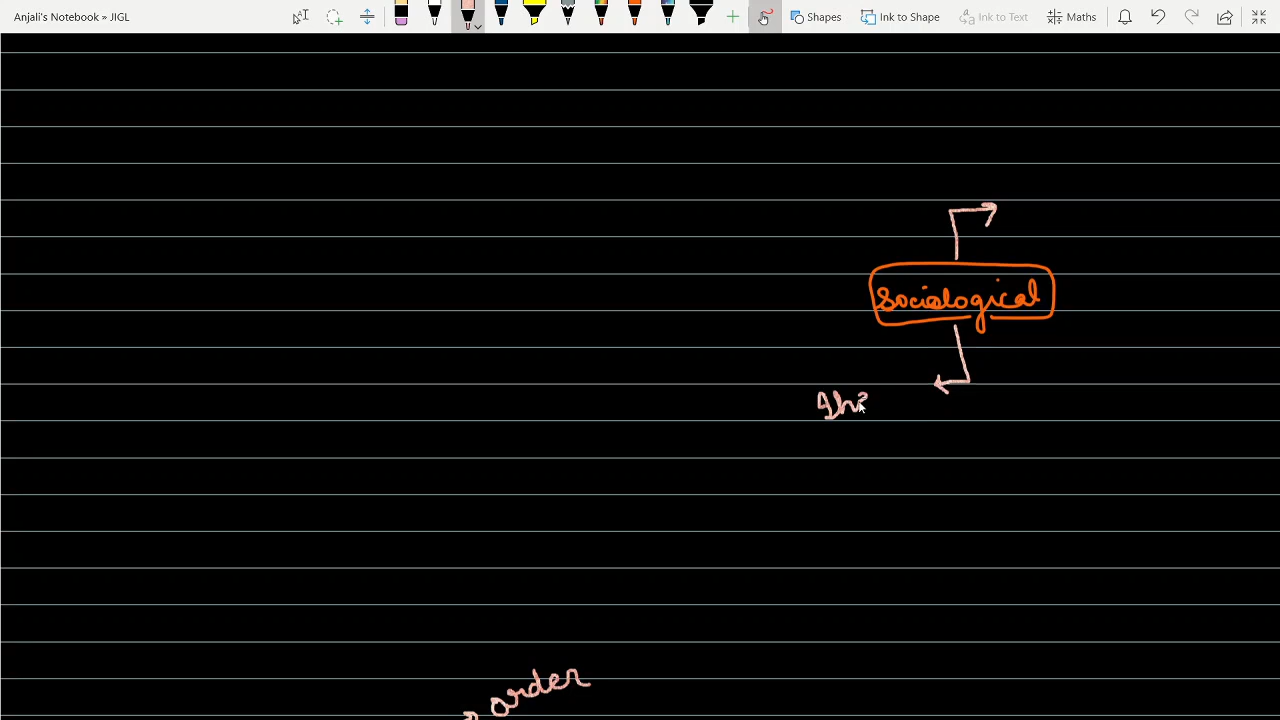 Anjali's Notebook » JIGL
Shapes
Ink to Shape
Ink to Text
Maths
Sociological
order